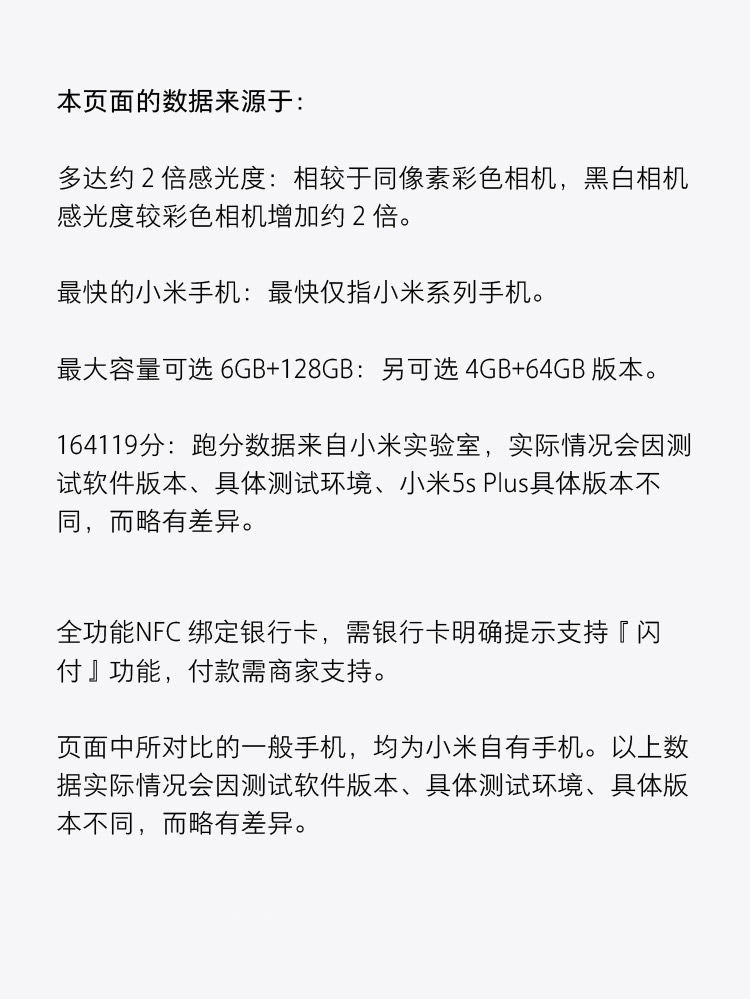 本页面的数据来源于：
多达约 2 倍感光度：相较于同像素彩色相机，黑白相机
感光度较彩色相机增加约 2 倍。
最快的小米手机：最快仅指小米系列手机。
最大容量可选 6GB+128GB：另可选 4GB+64GB 版本。
164119分：跑分数据来自小米实验室，实际情况会因测
试软件版本、具体测试环境、小米5s Plus具体版本不
同，而略有差异。
全功能NFC 绑定银行卡，需银行卡明确提示支持『 闪
付 』功能，付款需商家支持。
页面中所对比的一般手机，均为小米自有手机。以上数
据实际情况会因测试软件版本、具体测试环境、具体版
本不同，而略有差异。